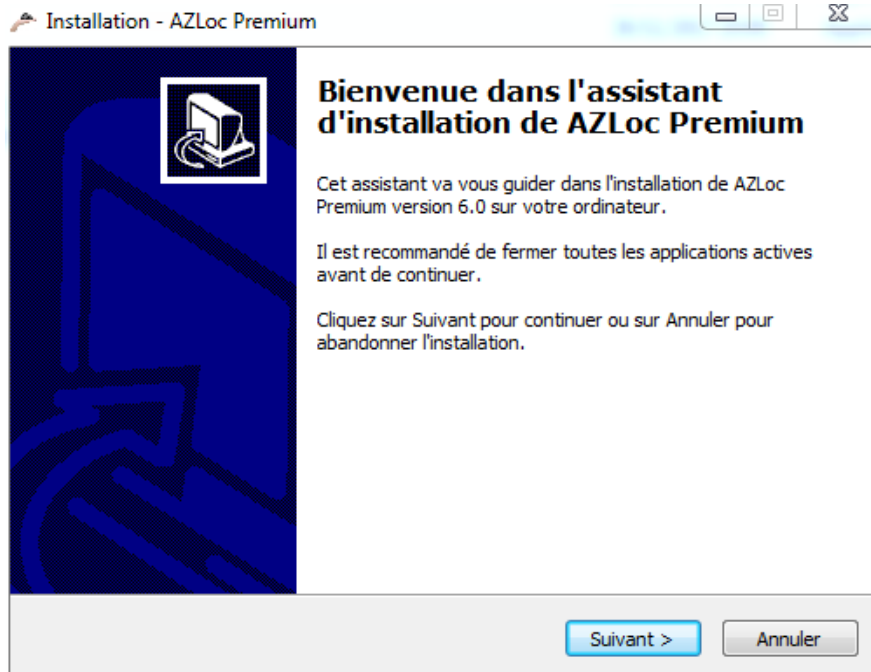 Installation - AZLoc Premium
Bienvenue dans l'assistant
d'installation de AZLoc Premium
Cet assistant va vous guider dans l'installation de AZLoc
Premium version 6.0 sur votre ordinateur.
Il est recommandé de fermer toutes les applications actives
avant de continuer.
Cliquez sur Suivant pour continuer ou sur Annuler pour
abandonner l'installation.
Suivant >
Annuler